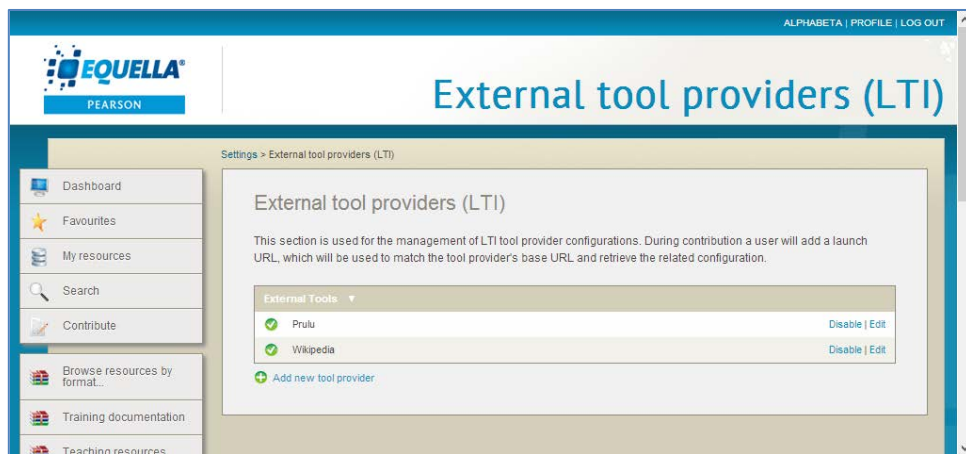 ALPHABETA | PROFILE | LOG OUT
EQUELLA®
PEARSON
External tool providers (LTI)
Settings > External tool providers (LTI)
Dashboard
Favourites
My resources
Search
Contribute
Browse resources by
format...
Training documentation
Teaching resources
External tool providers (LTI)
This section is used for the management of LTI tool provider configurations. During contribution a user will add a launch
URL, which will be used to match the tool provider's base URL and retrieve the related configuration.
External Tools ▼
Prulu Disable | Edit
Wikipedia Disable | Edit
Add new tool provider